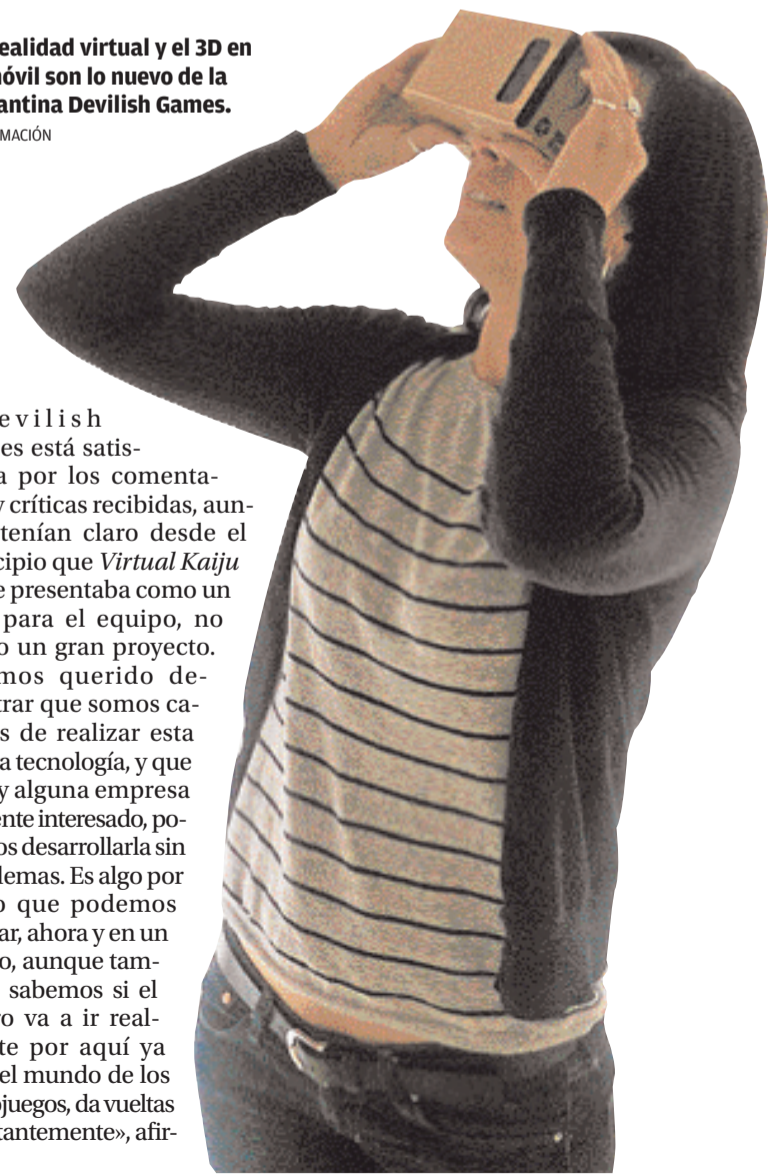 ealidad virtual y el 3D en
óvil son lo nuevo de la
antina Devilish Games.
MACIÓN
evilish
es está satis-
a por los comenta-
y críticas recibidas, aun-
tenían claro desde el
cipio que Virtual Kaiju
e presentaba como un
para el equipo, no
o un gran proyecto.
mos querido de-
trar que somos ca-
s de realizar esta
a tecnología, y que
y alguna empresa
ente interesado, po-
os desarrollarla sin
lemas. Es algo por
o que podemos
ar, ahora y en un
o, aunque tam-
sabemos si el
ro va a ir real-
te por aquí ya
el mundo de los
ojuegos, da vueltas
tantemente», afir-